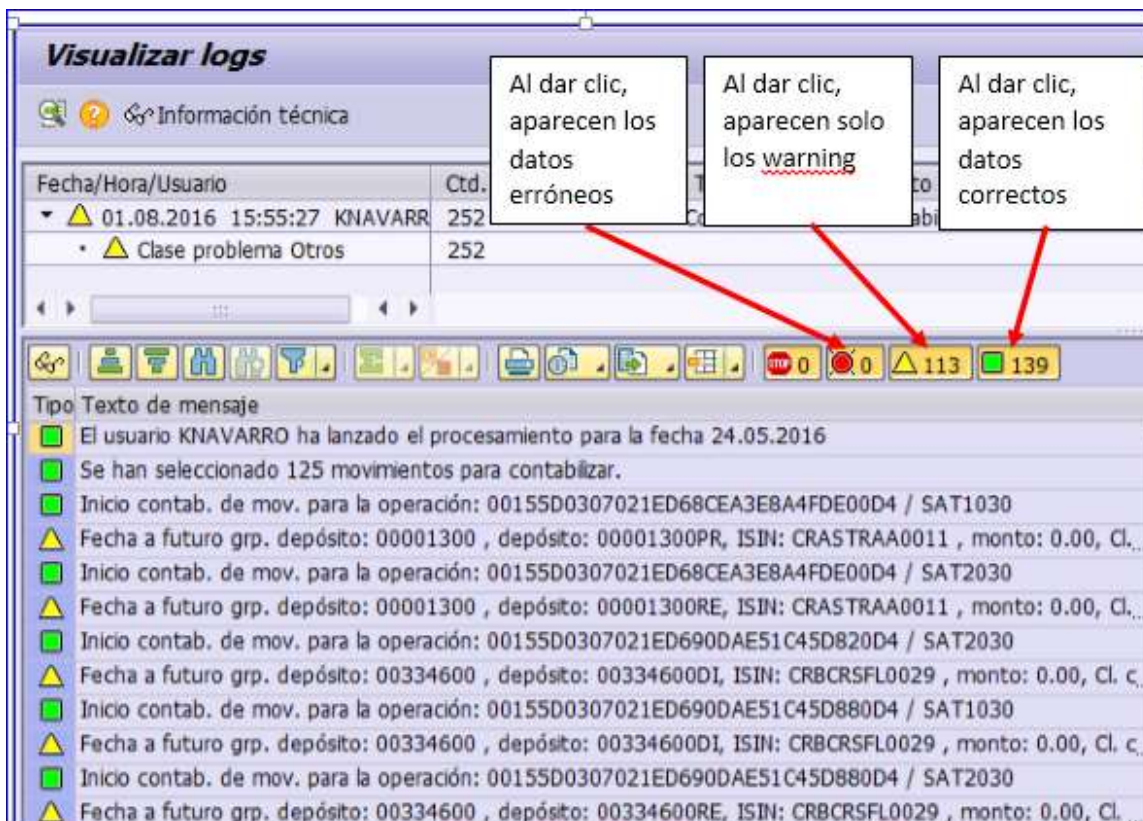 Visualizar logs
Al dar clic,
aparecen los
datos
erróneos
Al dar clic,
aparecen solo
los warning
Al dar clic,
aparecen los
datos
correctos
Información técnica
Fecha/Hora/Usuario Ctd.
01.08.2016 15:55:27 KNAVARR 252
Clase problema Otros 252
STOP 0 0 113 139
Tipo Texto de mensaje
El usuario KNAVARRO ha lanzado el procesamiento para la fecha 24.05.2016
Se han seleccionado 125 movimientos para contabilizar.
Inicio contab. de mov. para la operación: 00155D0307021ED68CEA3E8A4FDE00D4 / SAT1030
Fecha a futuro grp. depósito: 00001300 , depósito: 00001300PR, ISIN: CRASTRAA0011 , monto: 0.00, Cl...
Inicio contab. de mov. para la operación: 00155D0307021ED68CEA3E8A4FDE00D4 / SAT2030
Fecha a futuro grp. depósito: 00001300 , depósito: 00001300RE, ISIN: CRASTRAA0011 , monto: 0.00, Cl...
Inicio contab. de mov. para la operación: 00155D0307021ED690DAE51C45D820D4 / SAT2030
Fecha a futuro grp. depósito: 00334600 , depósito: 00334600DI, ISIN: CRBCRSFL0029 , monto: 0.00, Cl. c
Inicio contab. de mov. para la operación: 00155D0307021ED690DAE51C45D880D4 / SAT1030
Fecha a futuro grp. depósito: 00334600 , depósito: 00334600DI, ISIN: CRBCRSFL0029 , monto: 0.00, Cl. c
Inicio contab. de mov. para la operación: 00155D0307021ED690DAE51C45D880D4 / SAT2030
Fecha a futuro grp. depósito: 00334600 , depósito: 00334600RE, ISIN: CRBCRSFL0029 , monto: 0.00, Cl. ...